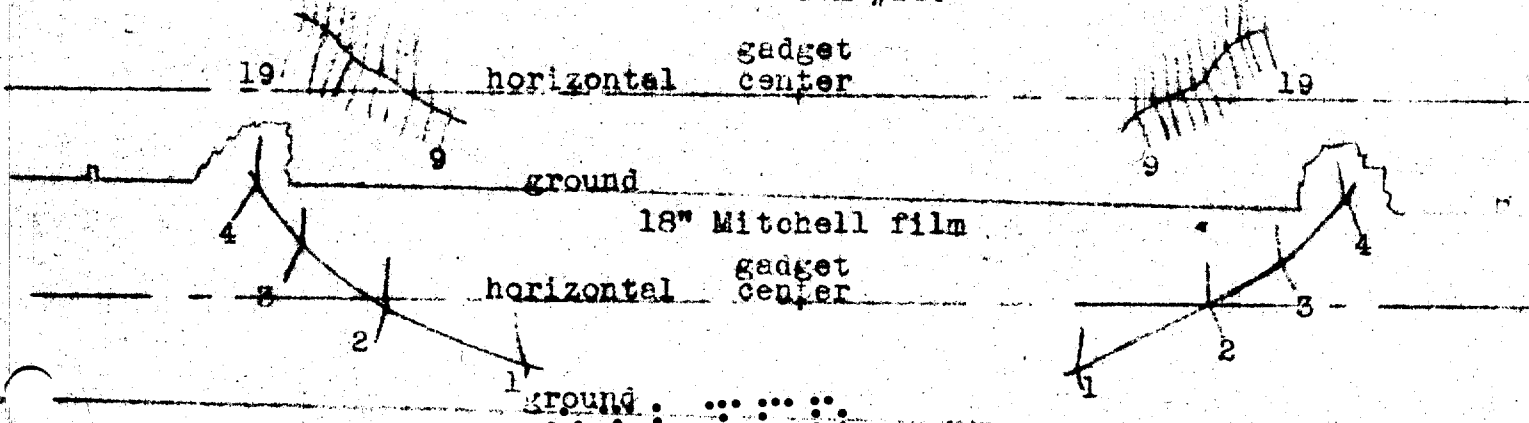 gadget
19 horizontal center 19
9 9
ground
18" Mitchell film
4 4
gadget
3 horizontal center 3
2 2
1 1
ground